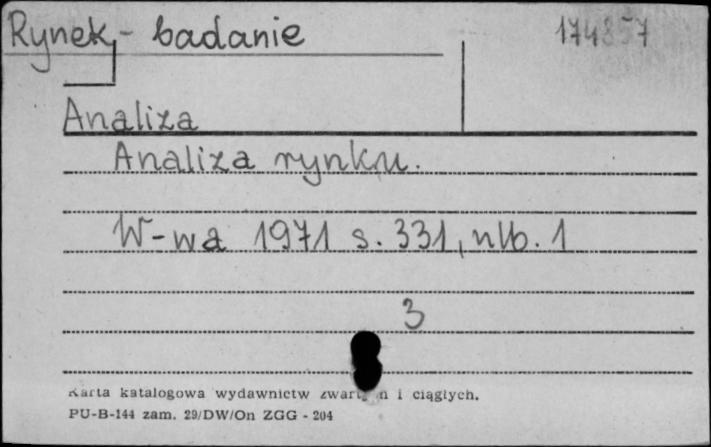 Rynek - badanie 174857
Analiza
Analiza rynku.
W-wa 1971 s. 331, nlb. 1
3
Karta katalogowa wydawnictw i ciągłych.
PU-B-144 zam. 29/DW/On ZGG - 204